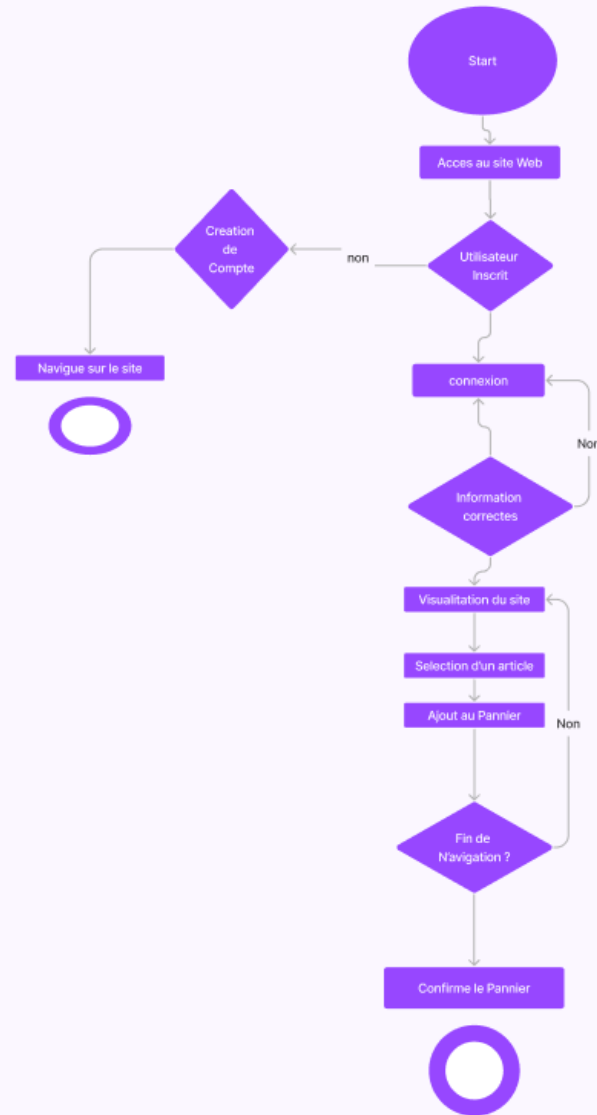 Start
Acces au site Web
Creation
de
Compte
non
Utilisateur
Inscrit
Navigue sur le site
connexion
Non
Information
correctes
Visualitation du site
Selection d'un article
Ajout au Pannier
Non
Fin de
N'avigation ?
Confirme le Pannier